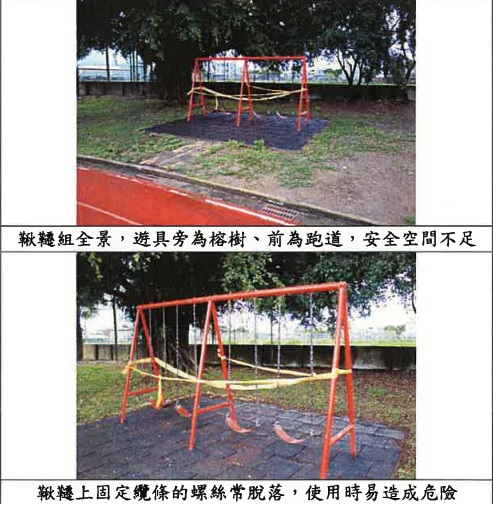 鞦韆組全景，遊具旁為榕樹、前為跑道，安全空間不足
鞦韆上固定纜條的螺絲常脫落，使用時易造成危險